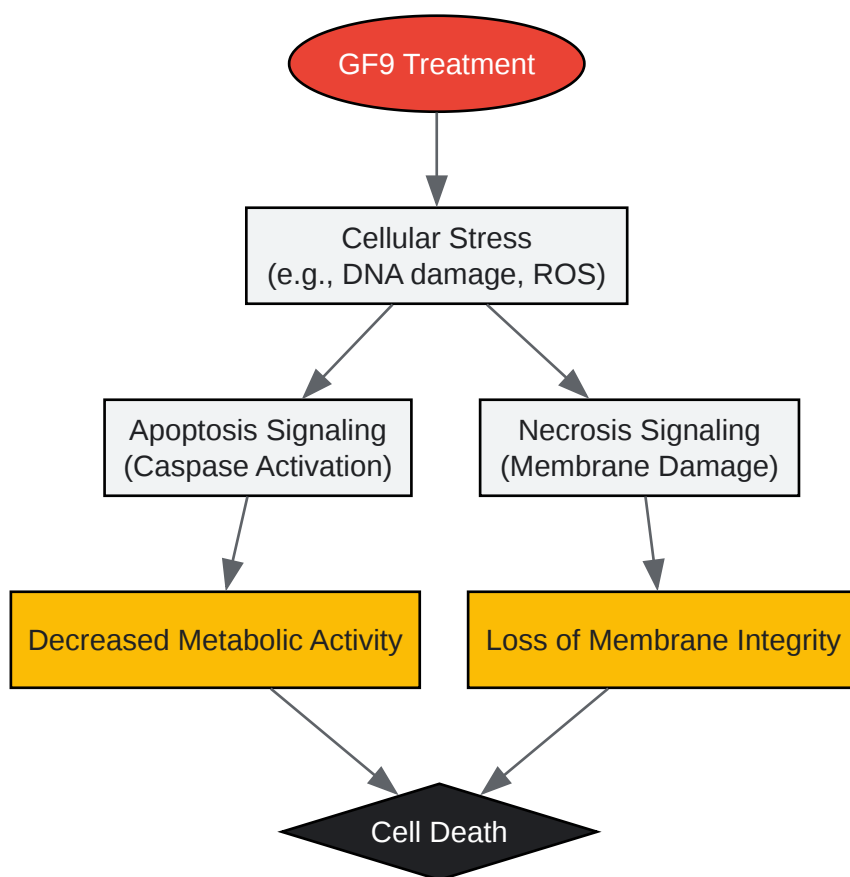 GF9 Treatment
Cellular Stress
(e.g., DNA damage, ROS)
Apoptosis Signaling
(Caspase Activation)
Necrosis Signaling
(Membrane Damage)
Decreased Metabolic Activity
Loss of Membrane Integrity
Cell Death